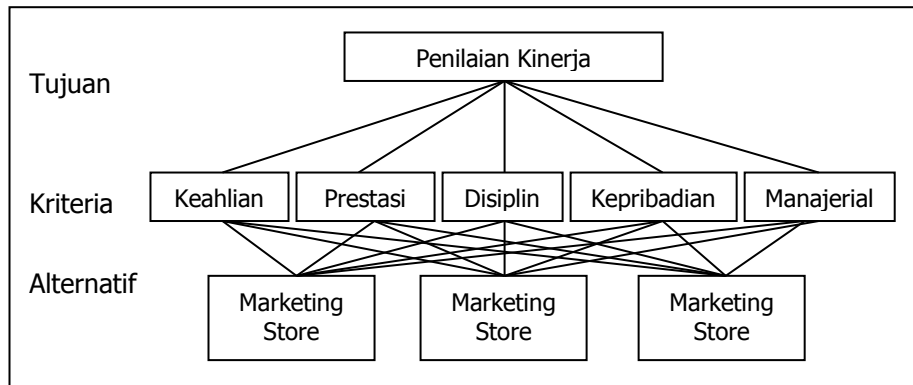 Tujuan
Penilaian Kinerja
Kriteria
Keahlian
Prestasi
Disiplin
Kepribadian
Manajerial
Alternatif
Marketing
Store
Marketing
Store
Marketing
Store